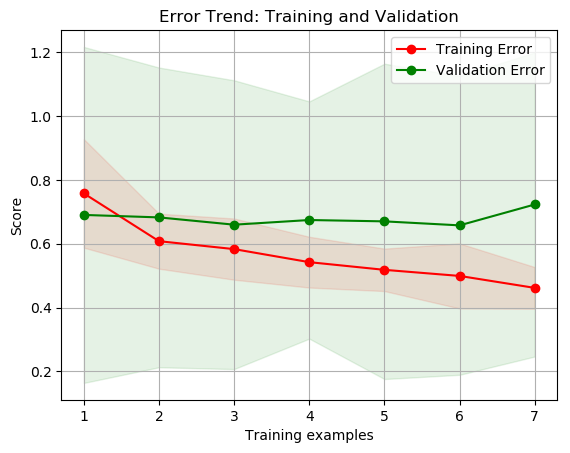 Error Trend: Training and Validation
Training Error
Validation Error
Score
1.2
1.0
0.8
0.6
0.4
0.2
1 2 3 4 5 6 7
Training examples